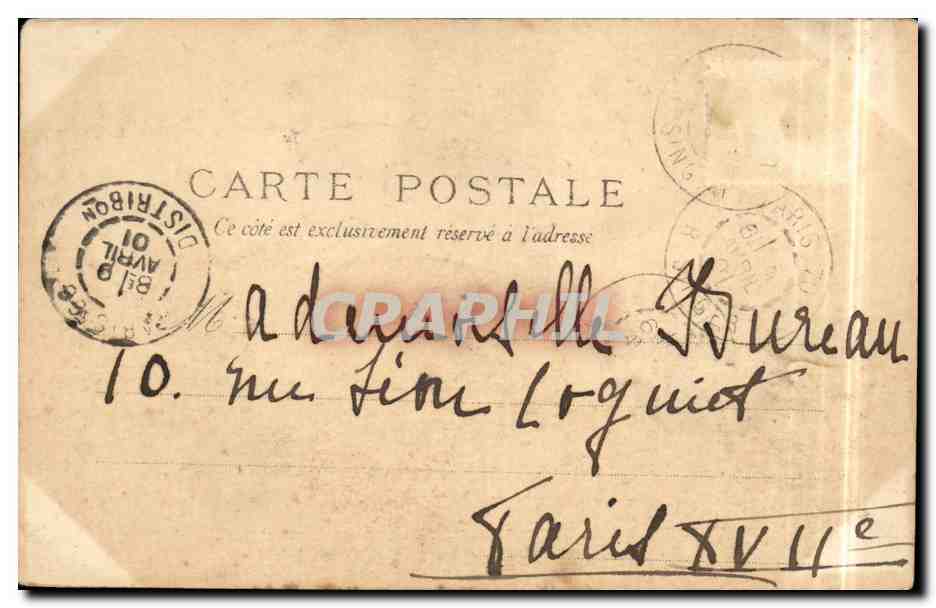 CARTE POSTALE
Ce côté est exclusivement réservé à l'adresse
DISTRIBON
8E 9
AVRIL
01
Mademoiselle Bureau
CRAPHIL
10. rue Léon Cogniet
Paris XVIIe